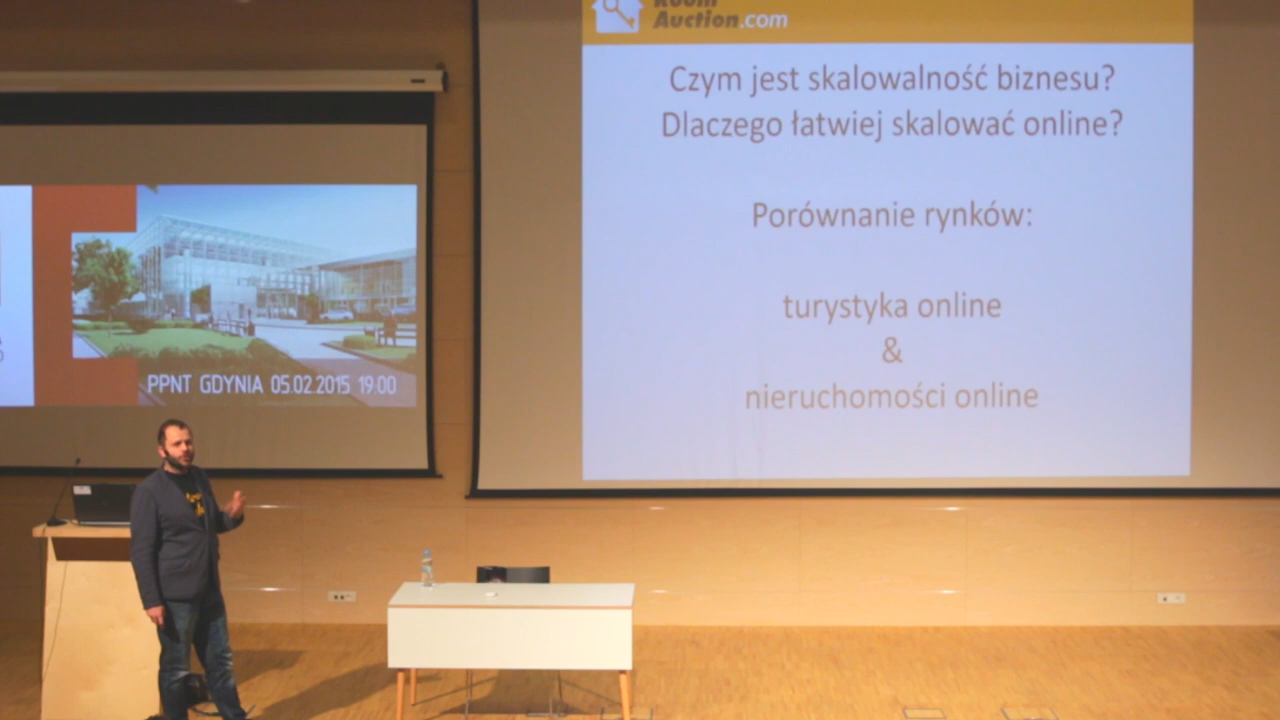 Room
Auction.com
Czym jest skalowalność biznesu?
Dlaczego łatwiej skalować online?
Porównanie rynków:
turystyka online
&
nieruchomości online
PPNT GDYNIA 05.02.2015 19:00